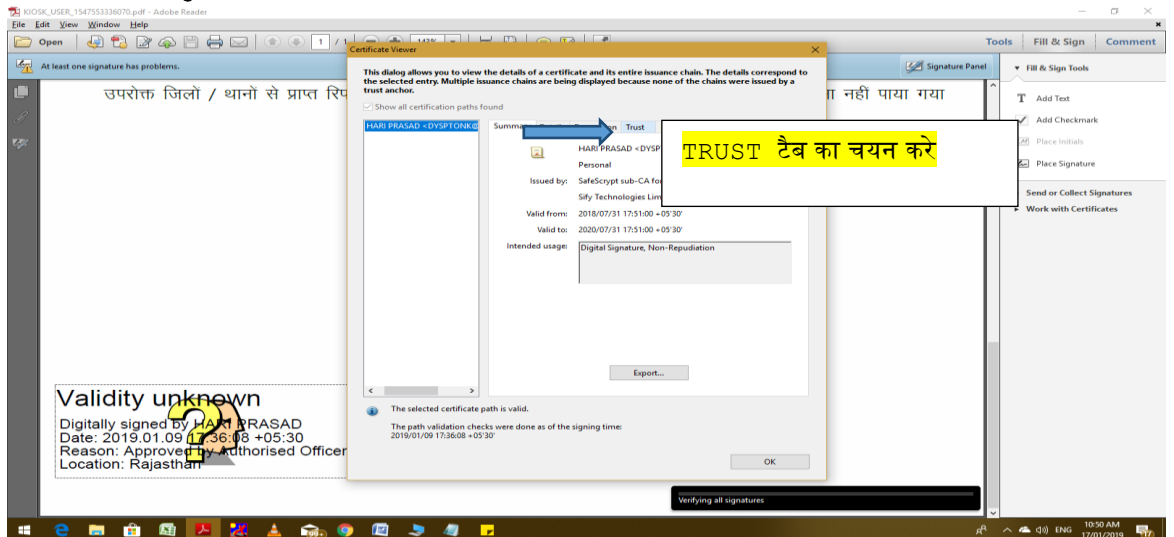 KIOSK_USER_1547553336070.pdf - Adobe Reader
File Edit View Window Help
Open 1 / 1
Tools Fill & Sign Comment
At least one signature has problems.
Signature Panel
उपरोक्त जिलों / थानों से प्राप्त
नहीं पाया गया
Certificate Viewer
This dialog allows you to view the details of a certificate and its entire issuance chain. The details correspond to
the selected entry. Multiple issuance chains are being displayed because none of the chains were issued by a
trust anchor.
Show all certification paths found
HARI PRASAD <DYSPTONK@
Trust
HARI PRASAD <DYSP
Personal
Issued by: SafeScrypt sub-CA fo
Sify Technologies Lim
Valid from: 2018/07/31 17:51:00 +05'30'
Valid to: 2020/07/31 17:51:00 +05'30'
Intended usage: Digital Signature, Non-Repudiation
Export...
The selected certificate path is valid.
The path validation checks were done as of the signing time:
2019/01/09 17:36:08 +05'30'
OK
TRUST टैब का चयन करे
Fill & Sign Tools
Add Text
Add Checkmark
Place Initials
Place Signature
Send or Collect Signatures
Work with Certificates
Validity unknown
Digitally signed by HARI PRASAD
Date: 2019.01.09 17:36:08 +05:30
Reason: Approved by Authorised Officer
Location: Rajasthan
Verifying all signatures
ENG
10:50 AM
17/01/2019